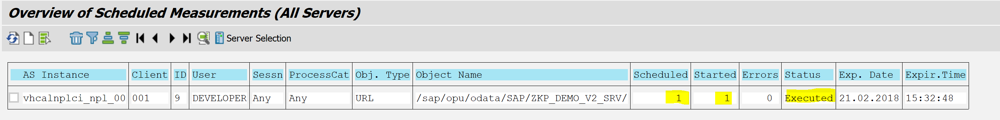 Overview of Scheduled Measurements (All Servers)
Server Selection
AS Instance Client ID User Sessn ProcessCat Obj. Type Object Name Scheduled Started Errors Status Exp. Date Expir.Time
vhcalnplci_npl_00 001 9 DEVELOPER Any Any URL /sap/opu/odata/SAP/ZKP_DEMO_V2_SRV/ 1 1 0 Executed 21.02.2018 15:32:48